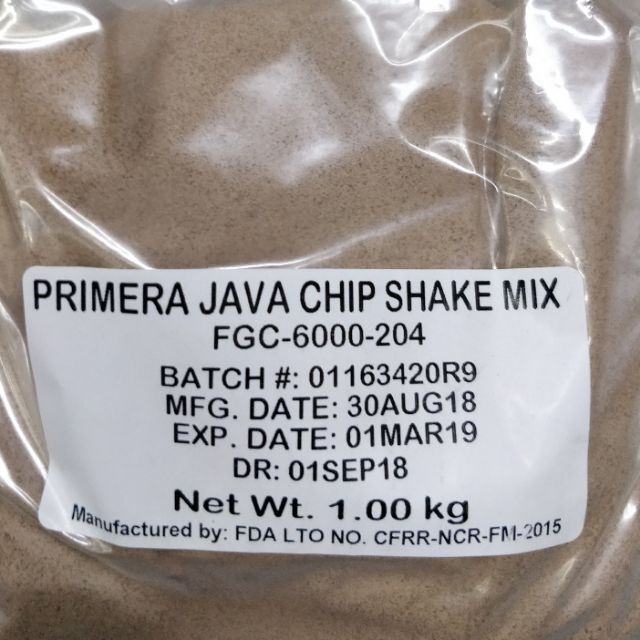 PRIMERA JAVA CHIP SHAKE MIX
FGC-6000-204
BATCH #: 01163420R9
MFG. DATE: 30AUG18
EXP. DATE: 01MAR19
DR: 01SEP18
Net Wt. 1.00 kg
Manufactured by: FDA LTO NO. CFRR-NCR-FM-2015